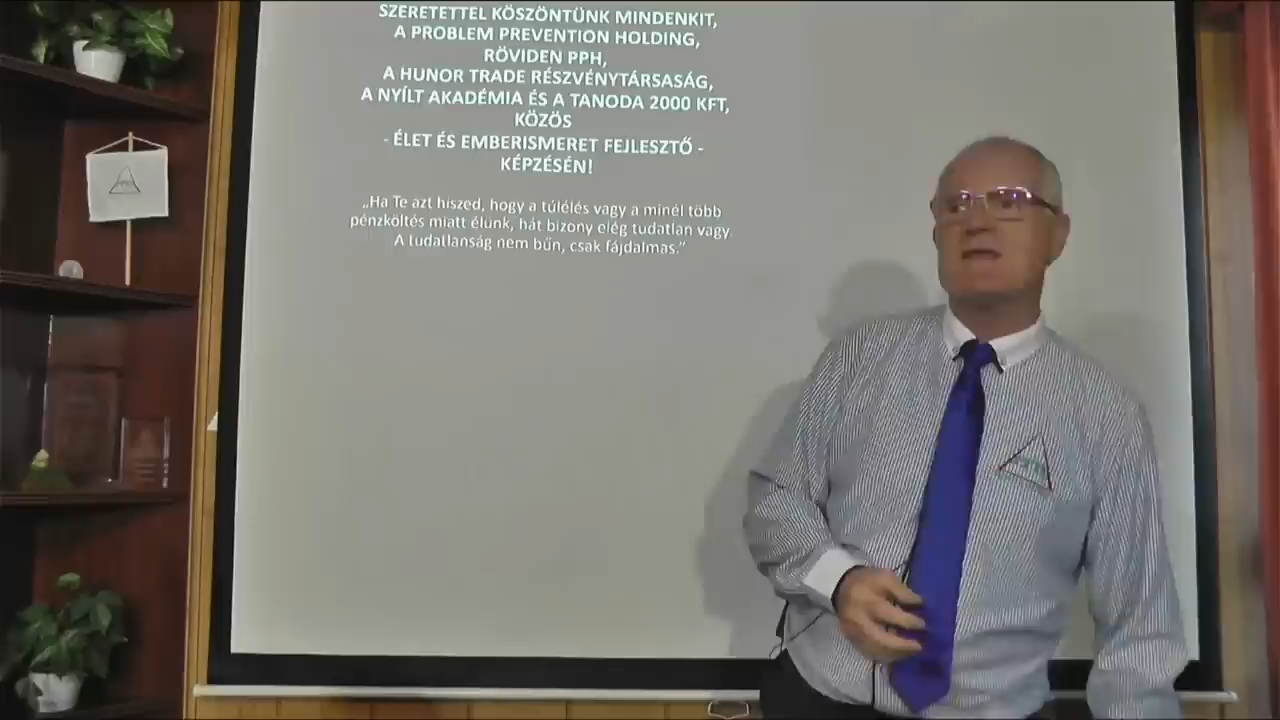 SZERETETTEL KÖSZÖNTÜNK MINDENKIT,
A PROBLEM PREVENTION HOLDING,
RÖVIDEN PPH,
A HUNOR TRADE RÉSZVÉNYTÁRSASÁG,
A NYÍLT AKADÉMIA ÉS A TANODA 2000 KFT,
KÖZÖS
- ÉLET ÉS EMBERISMERET FEJLESZTŐ -
KÉPZÉSÉN!
„Ha Te azt hiszed, hogy a túlélés vagy a minél több
pénzköltés miatt élünk, hát bizony elég tudatlan vagy.
A tudatlanság nem bűn, csak fájdalmas.”